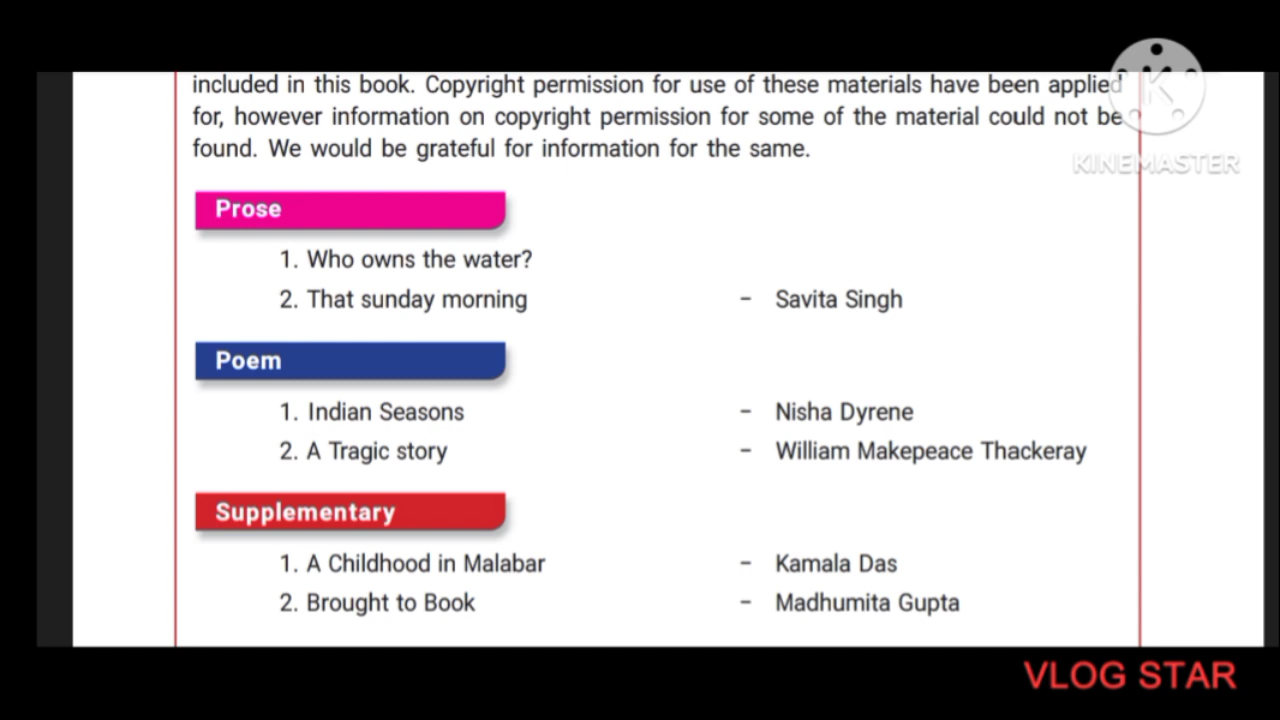 included in this book. Copyright permission for use of these materials have been applied
for, however information on copyright permission for some of the material could not be
found. We would be grateful for information for the same.
KINEMASTER
Prose
1. Who owns the water?
2. That sunday morning - Savita Singh
Poem
1. Indian Seasons - Nisha Dyrene
2. A Tragic story - William Makepeace Thackeray
Supplementary
1. A Childhood in Malabar - Kamala Das
2. Brought to Book - Madhumita Gupta
VLOG STAR